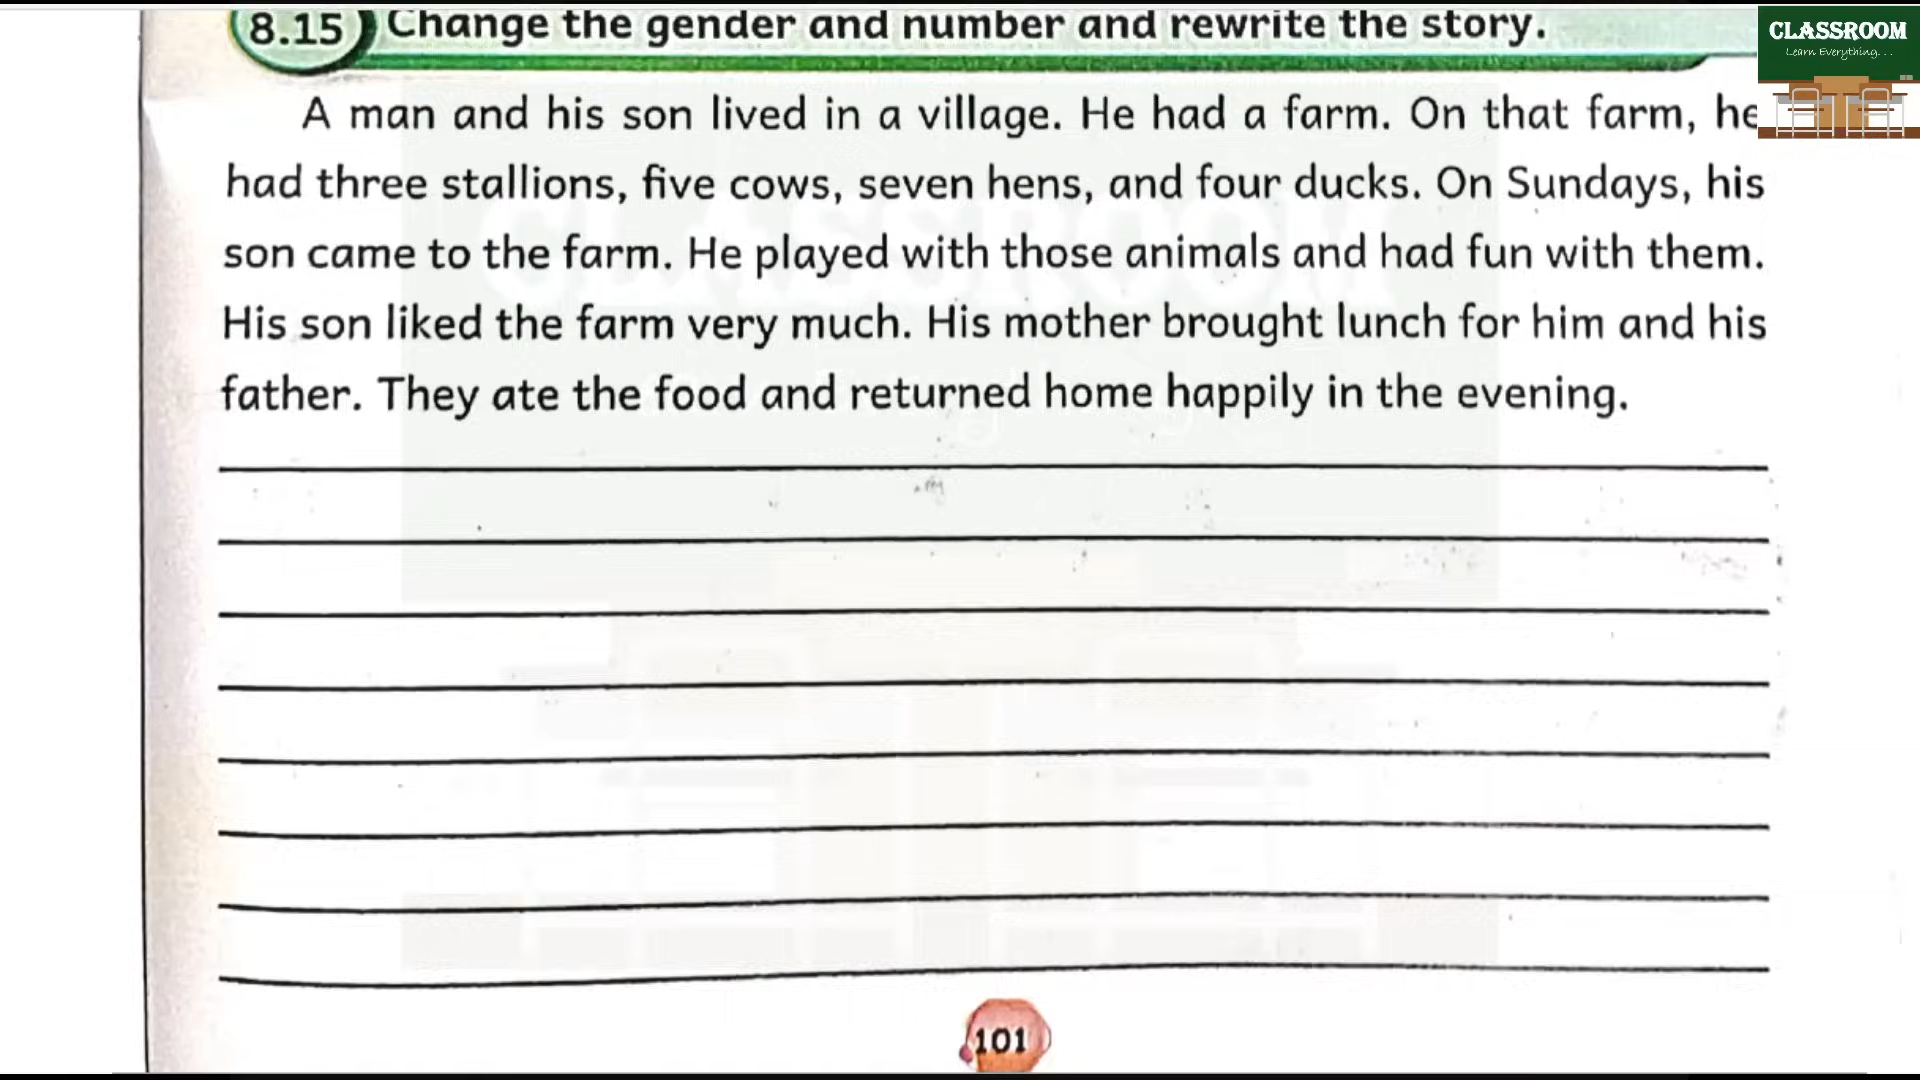 8.15 Change the gender and number and rewrite the story.
CLASSROOM
Learn Everything...
A man and his son lived in a village. He had a farm. On that farm, he
had three stallions, five cows, seven hens, and four ducks. On Sundays, his
son came to the farm. He played with those animals and had fun with them.
His son liked the farm very much. His mother brought lunch for him and his
father. They ate the food and returned home happily in the evening.
101